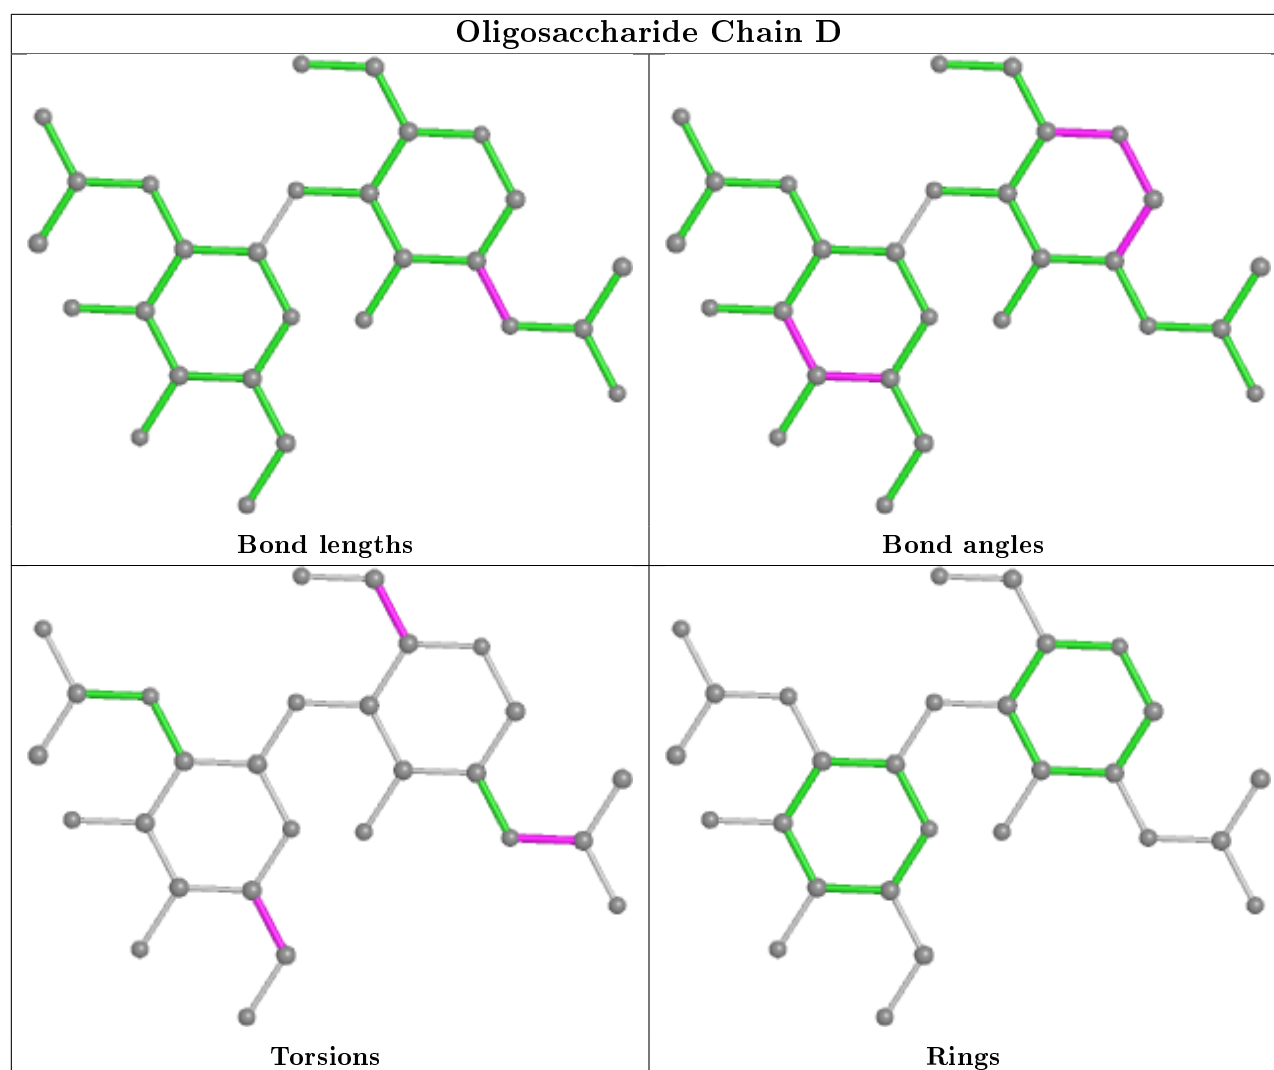 Oligosaccharide Chain D
Bond lengths
Bond angles
Torsions
Rings